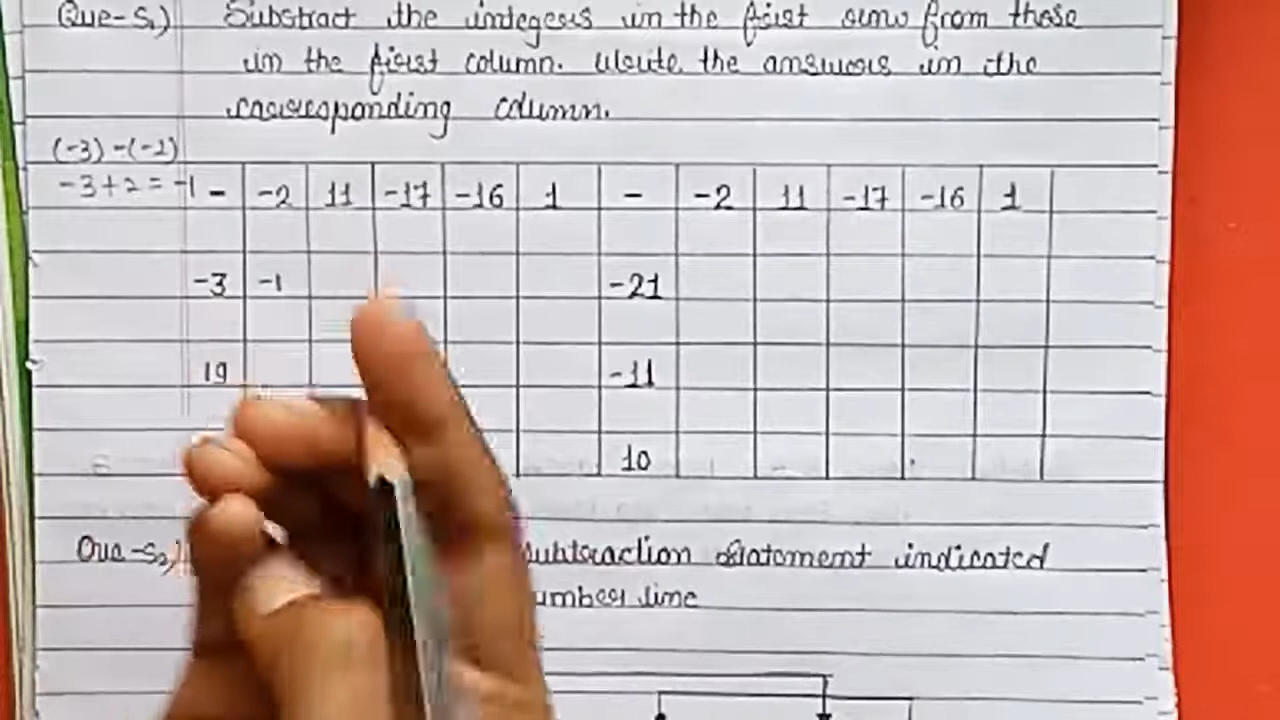 Que-S1) Substract the integers in the first row from those
in the first column. Write the answers in the
corresponding column.
(-3) -(-2)
-3+2 = -1
- -2 11 -17 -16 1 - -2 11 -17 -16 1
-3 -1 -21
19 -11
10
Que-S2) subtraction statement indicated
number line